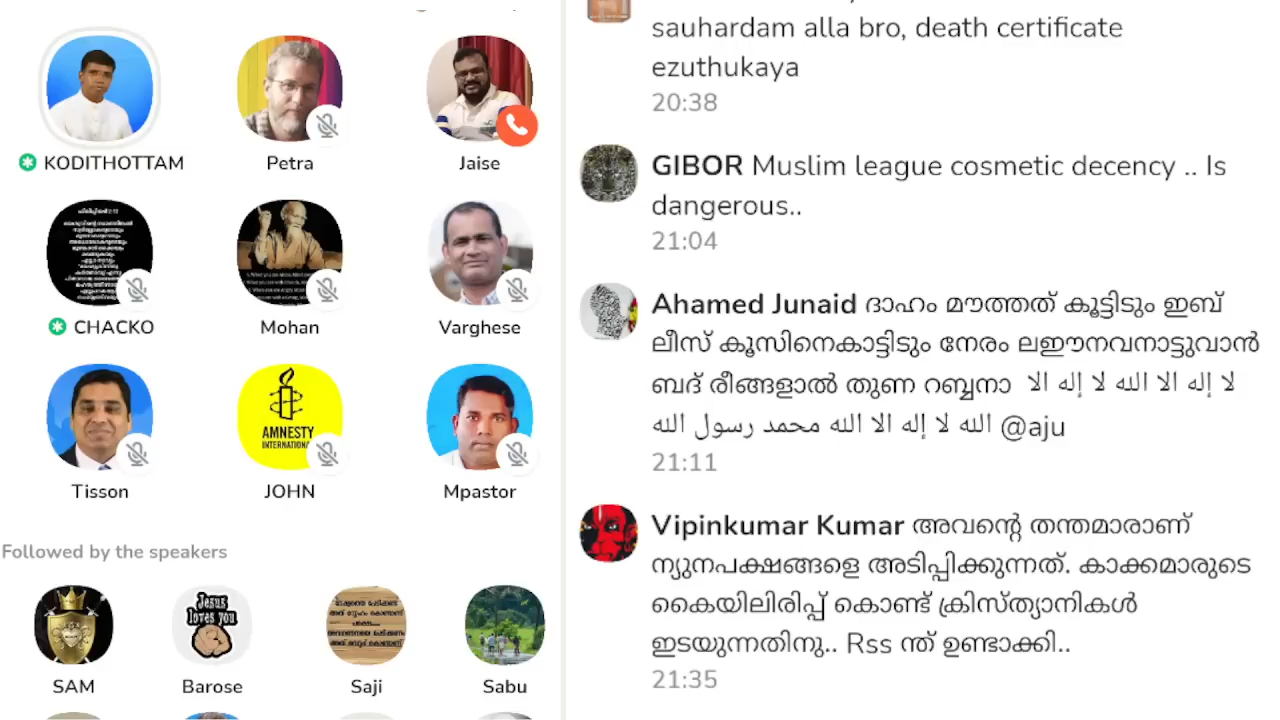 KODITHOTTAM
Petra
Jaise
CHACKO
Mohan
Varghese
AMNESTY
INTERNATIONAL
Tisson
JOHN
Mpastor
Followed by the speakers
Jesus
loves you
SAM
Barose
Saji
Sabu
sauhardam alla bro, death certificate
ezuthukaya
20:38
GIBOR Muslim league cosmetic decency .. Is
dangerous..
21:04
Ahamed Junaid ദാഹം മൗത്തത് കൂട്ടിടും ഇബ്
ലീസ് കൂസിനെകാട്ടിടും നേരം ലഈനവനാട്ടുവാൻ
ബദ് രീങ്ങളാൽ തുണ റബ്ബനാ لا إله الا الله لا إله الا
الله لا إله الا الله محمد رسول الله @aju
21:11
Vipinkumar Kumar അവന്റെ തന്തമാരാണ്
ന്യുനപക്ഷങ്ങളെ അടിപ്പിക്കുന്നത്. കാക്കമാരുടെ
കൈയിലിരിപ്പ് കൊണ്ട് ക്രിസ്ത്യാനികൾ
ഇടയുന്നതിനു.. Rss ന്ത് ഉണ്ടാക്കി..
21:35